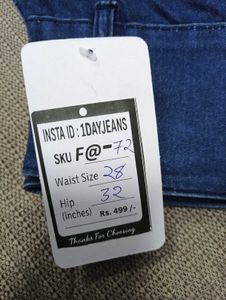 INSTA ID : 1DAYJEANS
SKU F@-72
Waist Size 28
Hip 32
(inches) Rs. 499 /-
Thanks For Choosing